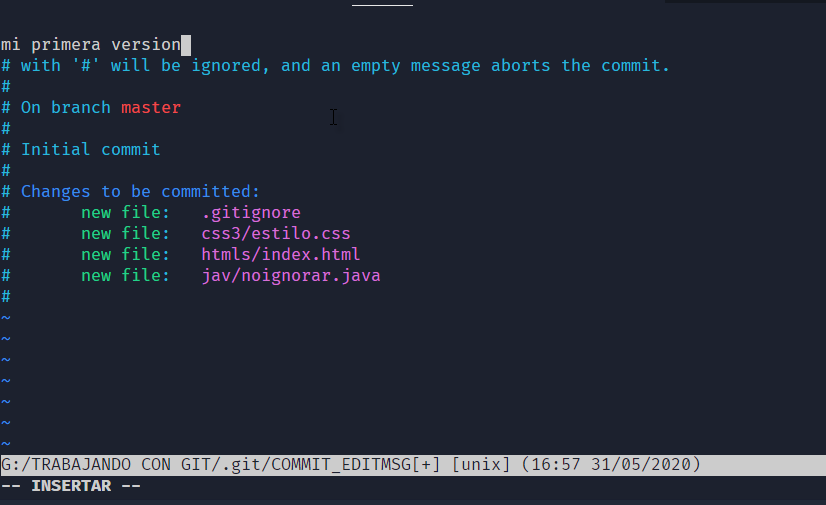 mi primera version
# with '#' will be ignored, and an empty message aborts the commit.
#
# On branch master
#
# Initial commit
#
# Changes to be committed:
#       new file:   .gitignore
#       new file:   css3/estilo.css
#       new file:   htmls/index.html
#       new file:   jav/noignorar.java
#
~
~
~
~
~
~
~
G:/TRABAJANDO CON GIT/.git/COMMIT_EDITMSG[+] [unix] (16:57 31/05/2020)
-- INSERTAR --